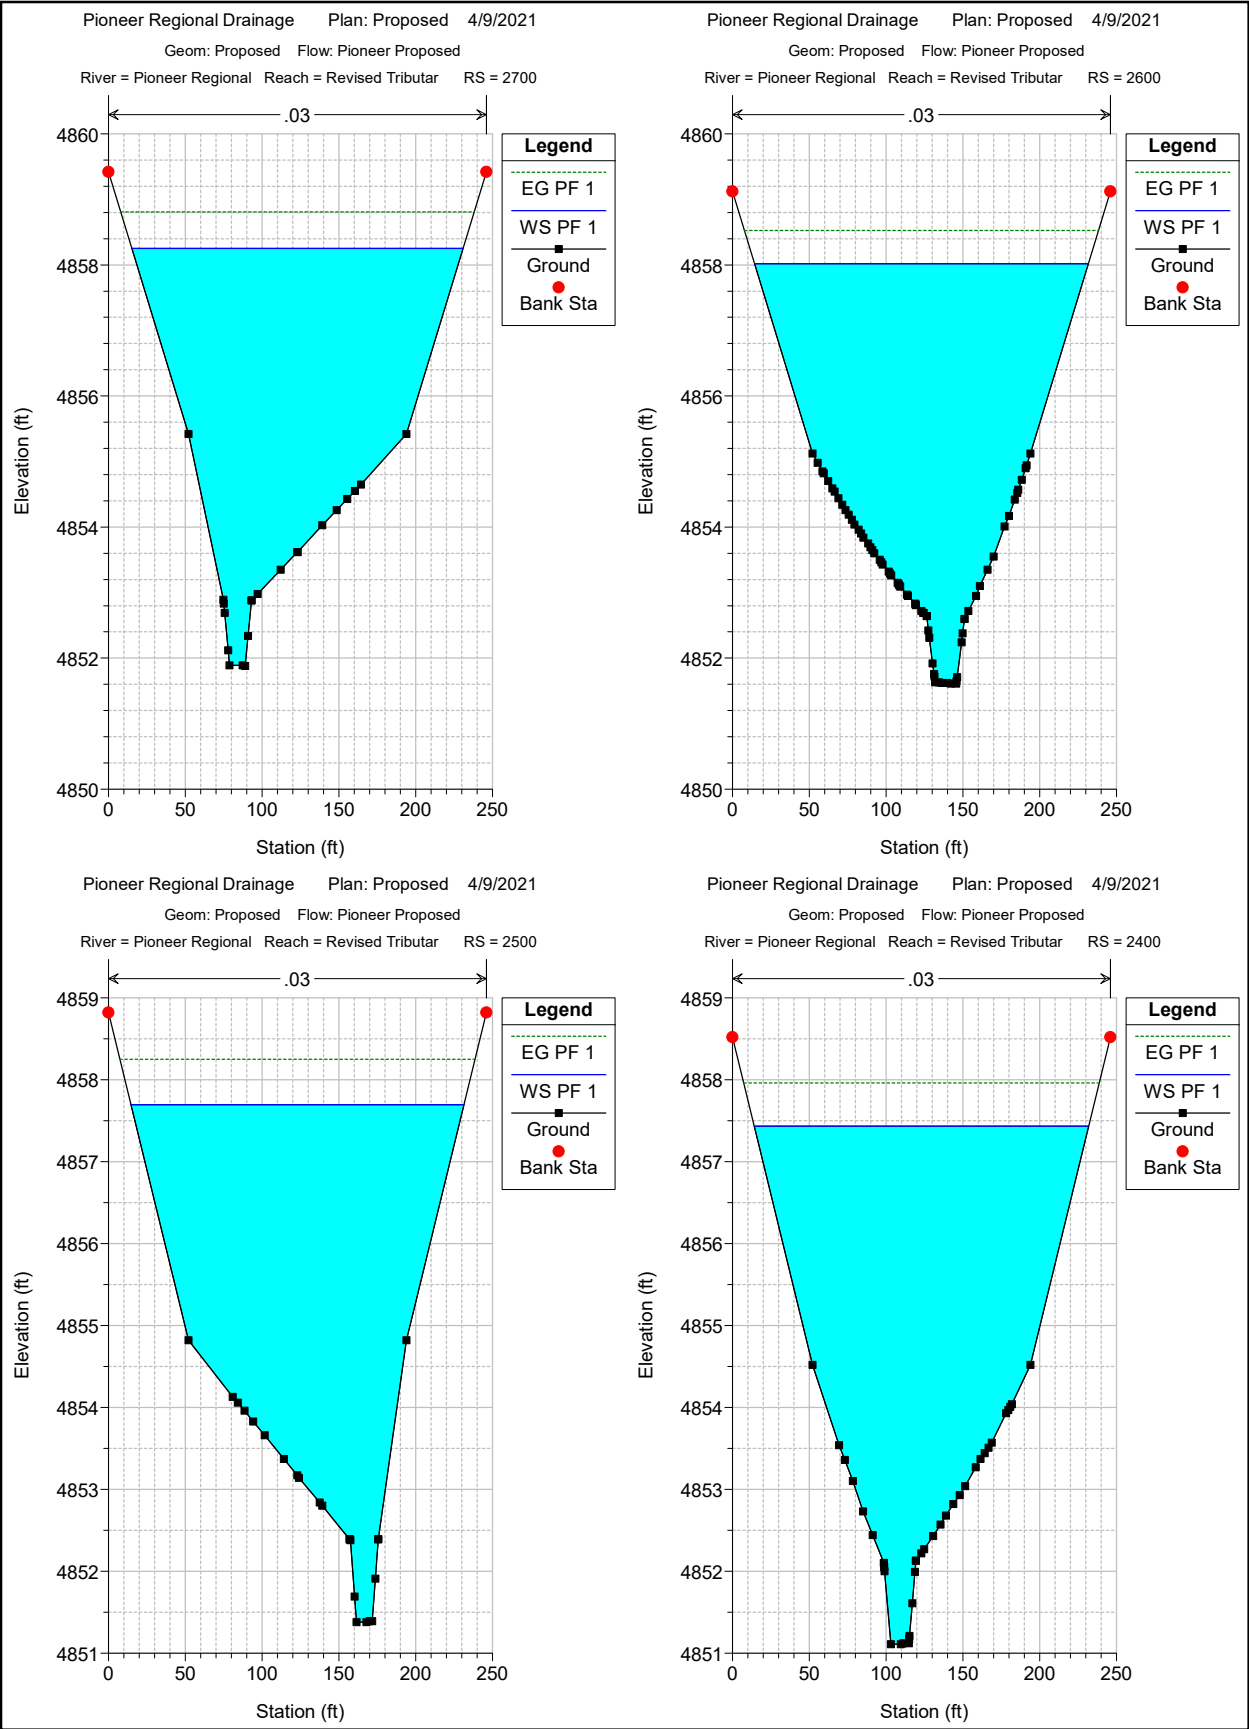 Pioneer Regional Drainage Plan: Proposed 4/9/2021
Geom: Proposed Flow: Pioneer Proposed
River = Pioneer Regional Reach = Revised Tributar RS = 2700
.03
Legend
EG PF 1
WS PF 1
Ground
Bank Sta
4860
4858
4856
4854
4852
4850
Elevation (ft)
0 50 100 150 200 250
Station (ft)
Pioneer Regional Drainage Plan: Proposed 4/9/2021
Geom: Proposed Flow: Pioneer Proposed
River = Pioneer Regional Reach = Revised Tributar RS = 2600
.03
Legend
EG PF 1
WS PF 1
Ground
Bank Sta
4860
4858
4856
4854
4852
4850
Elevation (ft)
0 50 100 150 200 250
Station (ft)
Pioneer Regional Drainage Plan: Proposed 4/9/2021
Geom: Proposed Flow: Pioneer Proposed
River = Pioneer Regional Reach = Revised Tributar RS = 2500
.03
Legend
EG PF 1
WS PF 1
Ground
Bank Sta
4859
4858
4857
4856
4855
4854
4853
4852
4851
Elevation (ft)
0 50 100 150 200 250
Station (ft)
Pioneer Regional Drainage Plan: Proposed 4/9/2021
Geom: Proposed Flow: Pioneer Proposed
River = Pioneer Regional Reach = Revised Tributar RS = 2400
.03
Legend
EG PF 1
WS PF 1
Ground
Bank Sta
4859
4858
4857
4856
4855
4854
4853
4852
4851
Elevation (ft)
0 50 100 150 200 250
Station (ft)